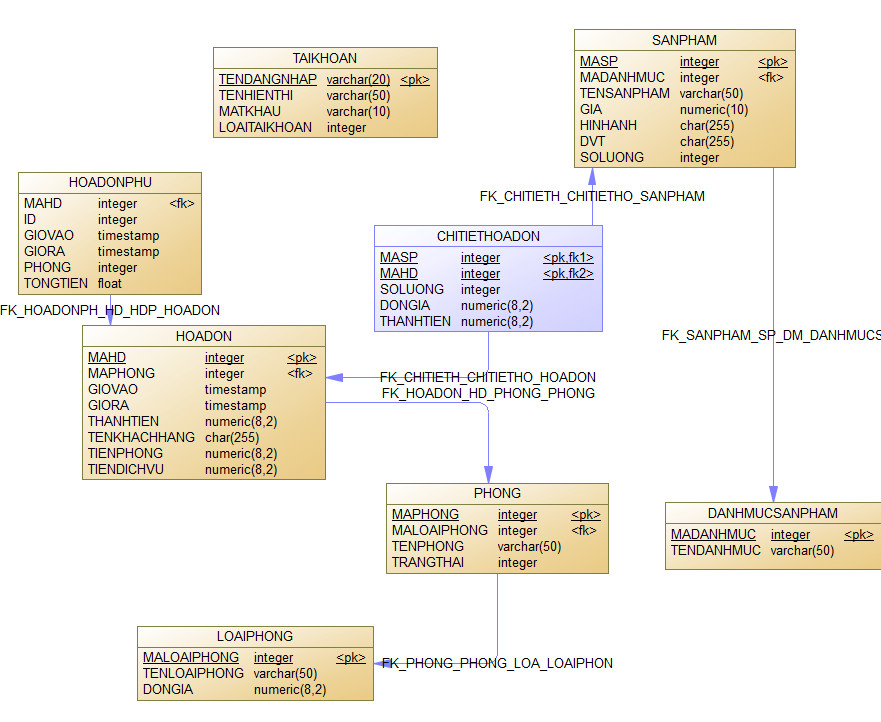 TAIKHOAN
TENDANGNHAP varchar(20) <pk>
TENHIENTHI varchar(50)
MATKHAU varchar(10)
LOAITAIKHOAN integer
SANPHAM
MASP integer <pk>
MADANHMUC integer <fk>
TENSANPHAM varchar(50)
GIA numeric(10)
HINHANH char(255)
DVT char(255)
SOLUONG integer
HOADONPHU
MAHD integer <fk>
ID integer
GIOVAO timestamp
GIORA timestamp
PHONG integer
TONGTIEN float
FK_CHITIETH_CHITIETHO_SANPHAM
CHITIETHOADON
MASP integer <pk,fk1>
MAHD integer <pk,fk2>
SOLUONG integer
DONGIA numeric(8,2)
THANHTIEN numeric(8,2)
FK_HOADONPH_HD_HDP_HOADON
HOADON
MAHD integer <pk>
MAPHONG integer <fk>
GIOVAO timestamp
GIORA timestamp
THANHTIEN numeric(8,2)
TENKHACHHANG char(255)
TIENPHONG numeric(8,2)
TIENDICHVU numeric(8,2)
FK_SANPHAM_SP_DM_DANHMUCS
FK_CHITIETH_CHITIETHO_HOADON
FK_HOADON_HD_PHONG_PHONG
PHONG
MAPHONG integer <pk>
MALOAIPHONG integer <fk>
TENPHONG varchar(50)
TRANGTHAI integer
DANHMUCSANPHAM
MADANHMUC integer <pk>
TENDANHMUC varchar(50)
LOAIPHONG
MALOAIPHONG integer <pk>
TENLOAIPHONG varchar(50)
DONGIA numeric(8,2)
FK_PHONG_PHONG_LOA_LOAIPHON